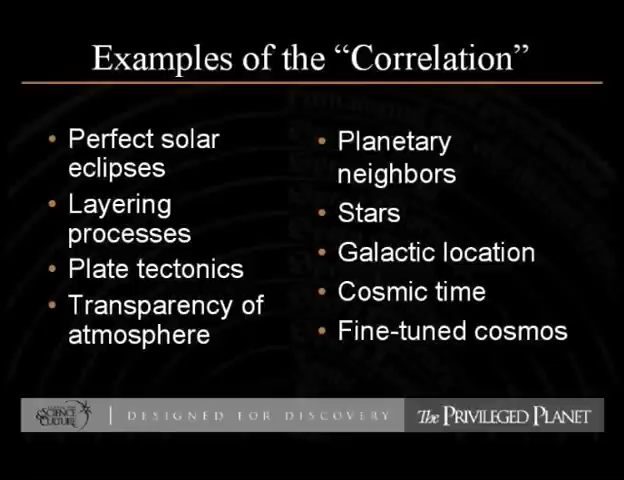 Examples of the “Correlation”
• Perfect solar
eclipses
• Layering
processes
• Plate tectonics
• Transparency of
atmosphere
• Planetary
neighbors
• Stars
• Galactic location
• Cosmic time
• Fine-tuned cosmos
SCIENCE
CULTURE
DESIGNED FOR DISCOVERY
The PRIVILEGED PLANET